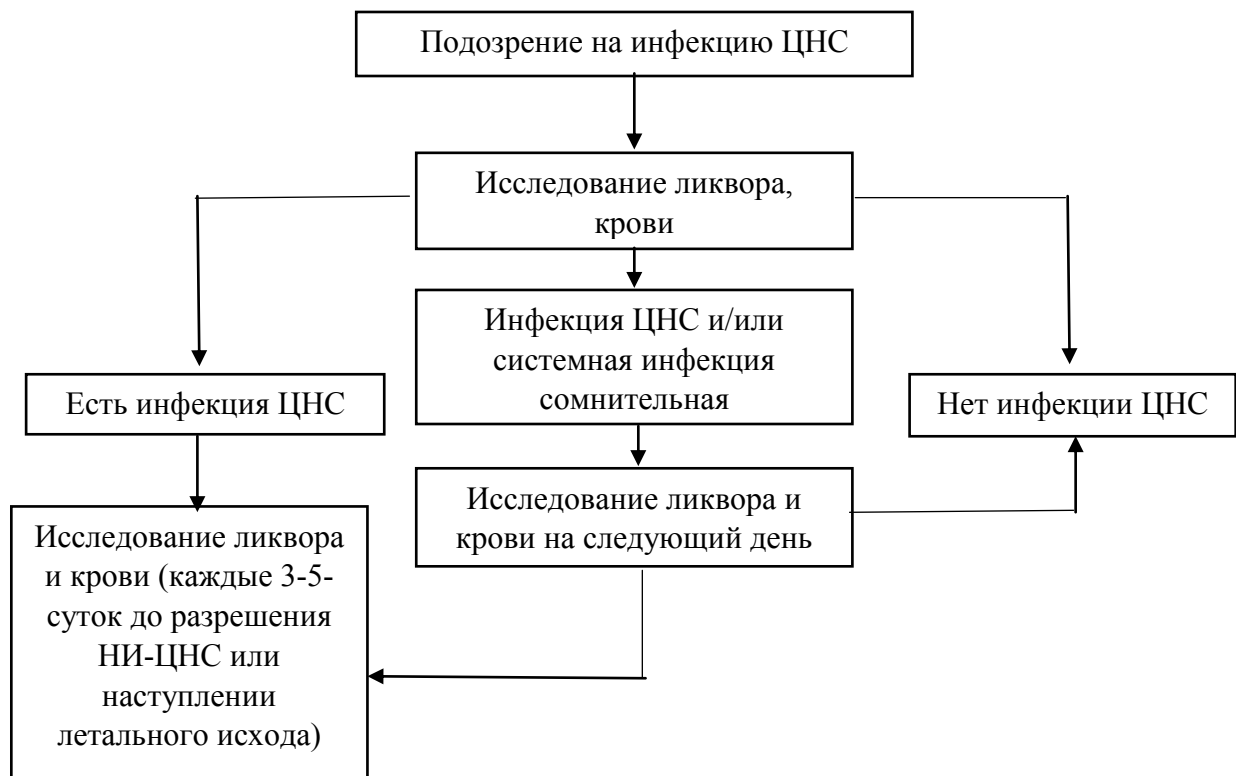 Подозрение на инфекцию ЦНС
Исследование ликвора,
крови
Инфекция ЦНС и/или
системная инфекция
сомнительная
Есть инфекция ЦНС
Нет инфекции ЦНС
Исследование ликвора и
крови на следующий день
Исследование ликвора
и крови (каждые 3-5-
суток до разрешения
НИ-ЦНС или
наступлении
летального исхода)